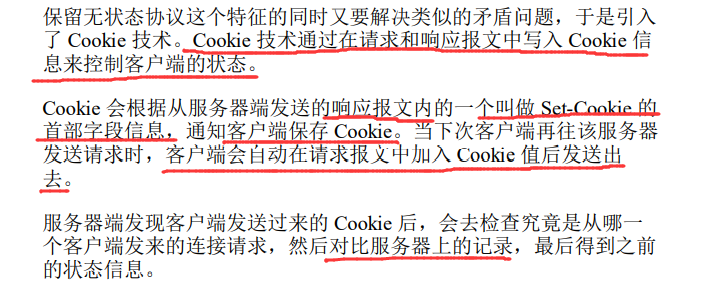 保留无状态协议这个特征的同时又要解决类似的矛盾问题，于是引入
了 Cookie 技术。Cookie 技术通过在请求和响应报文中写入 Cookie 信
息来控制客户端的状态。
Cookie 会根据从服务器端发送的响应报文内的一个叫做 Set-Cookie 的
首部字段信息，通知客户端保存 Cookie。当下次客户端再往该服务器
发送请求时，客户端会自动在请求报文中加入 Cookie 值后发送出
去。
服务器端发现客户端发送过来的 Cookie 后，会去检查究竟是从哪一
个客户端发来的连接请求，然后对比服务器上的记录，最后得到之前
的状态信息。